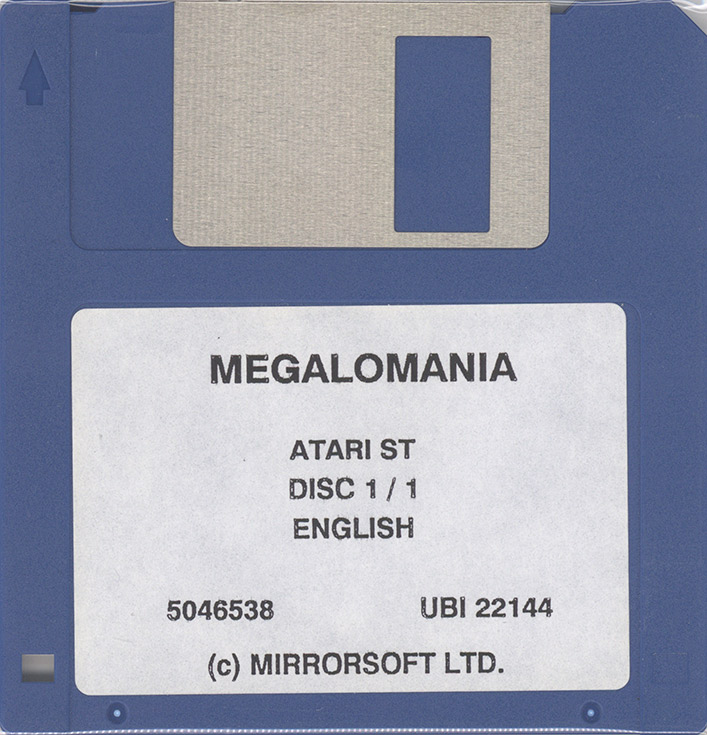 MEGALOMANIA
ATARI ST
DISC 1 / 1
ENGLISH
5046538 UBI 22144
(c) MIRRORSOFT LTD.